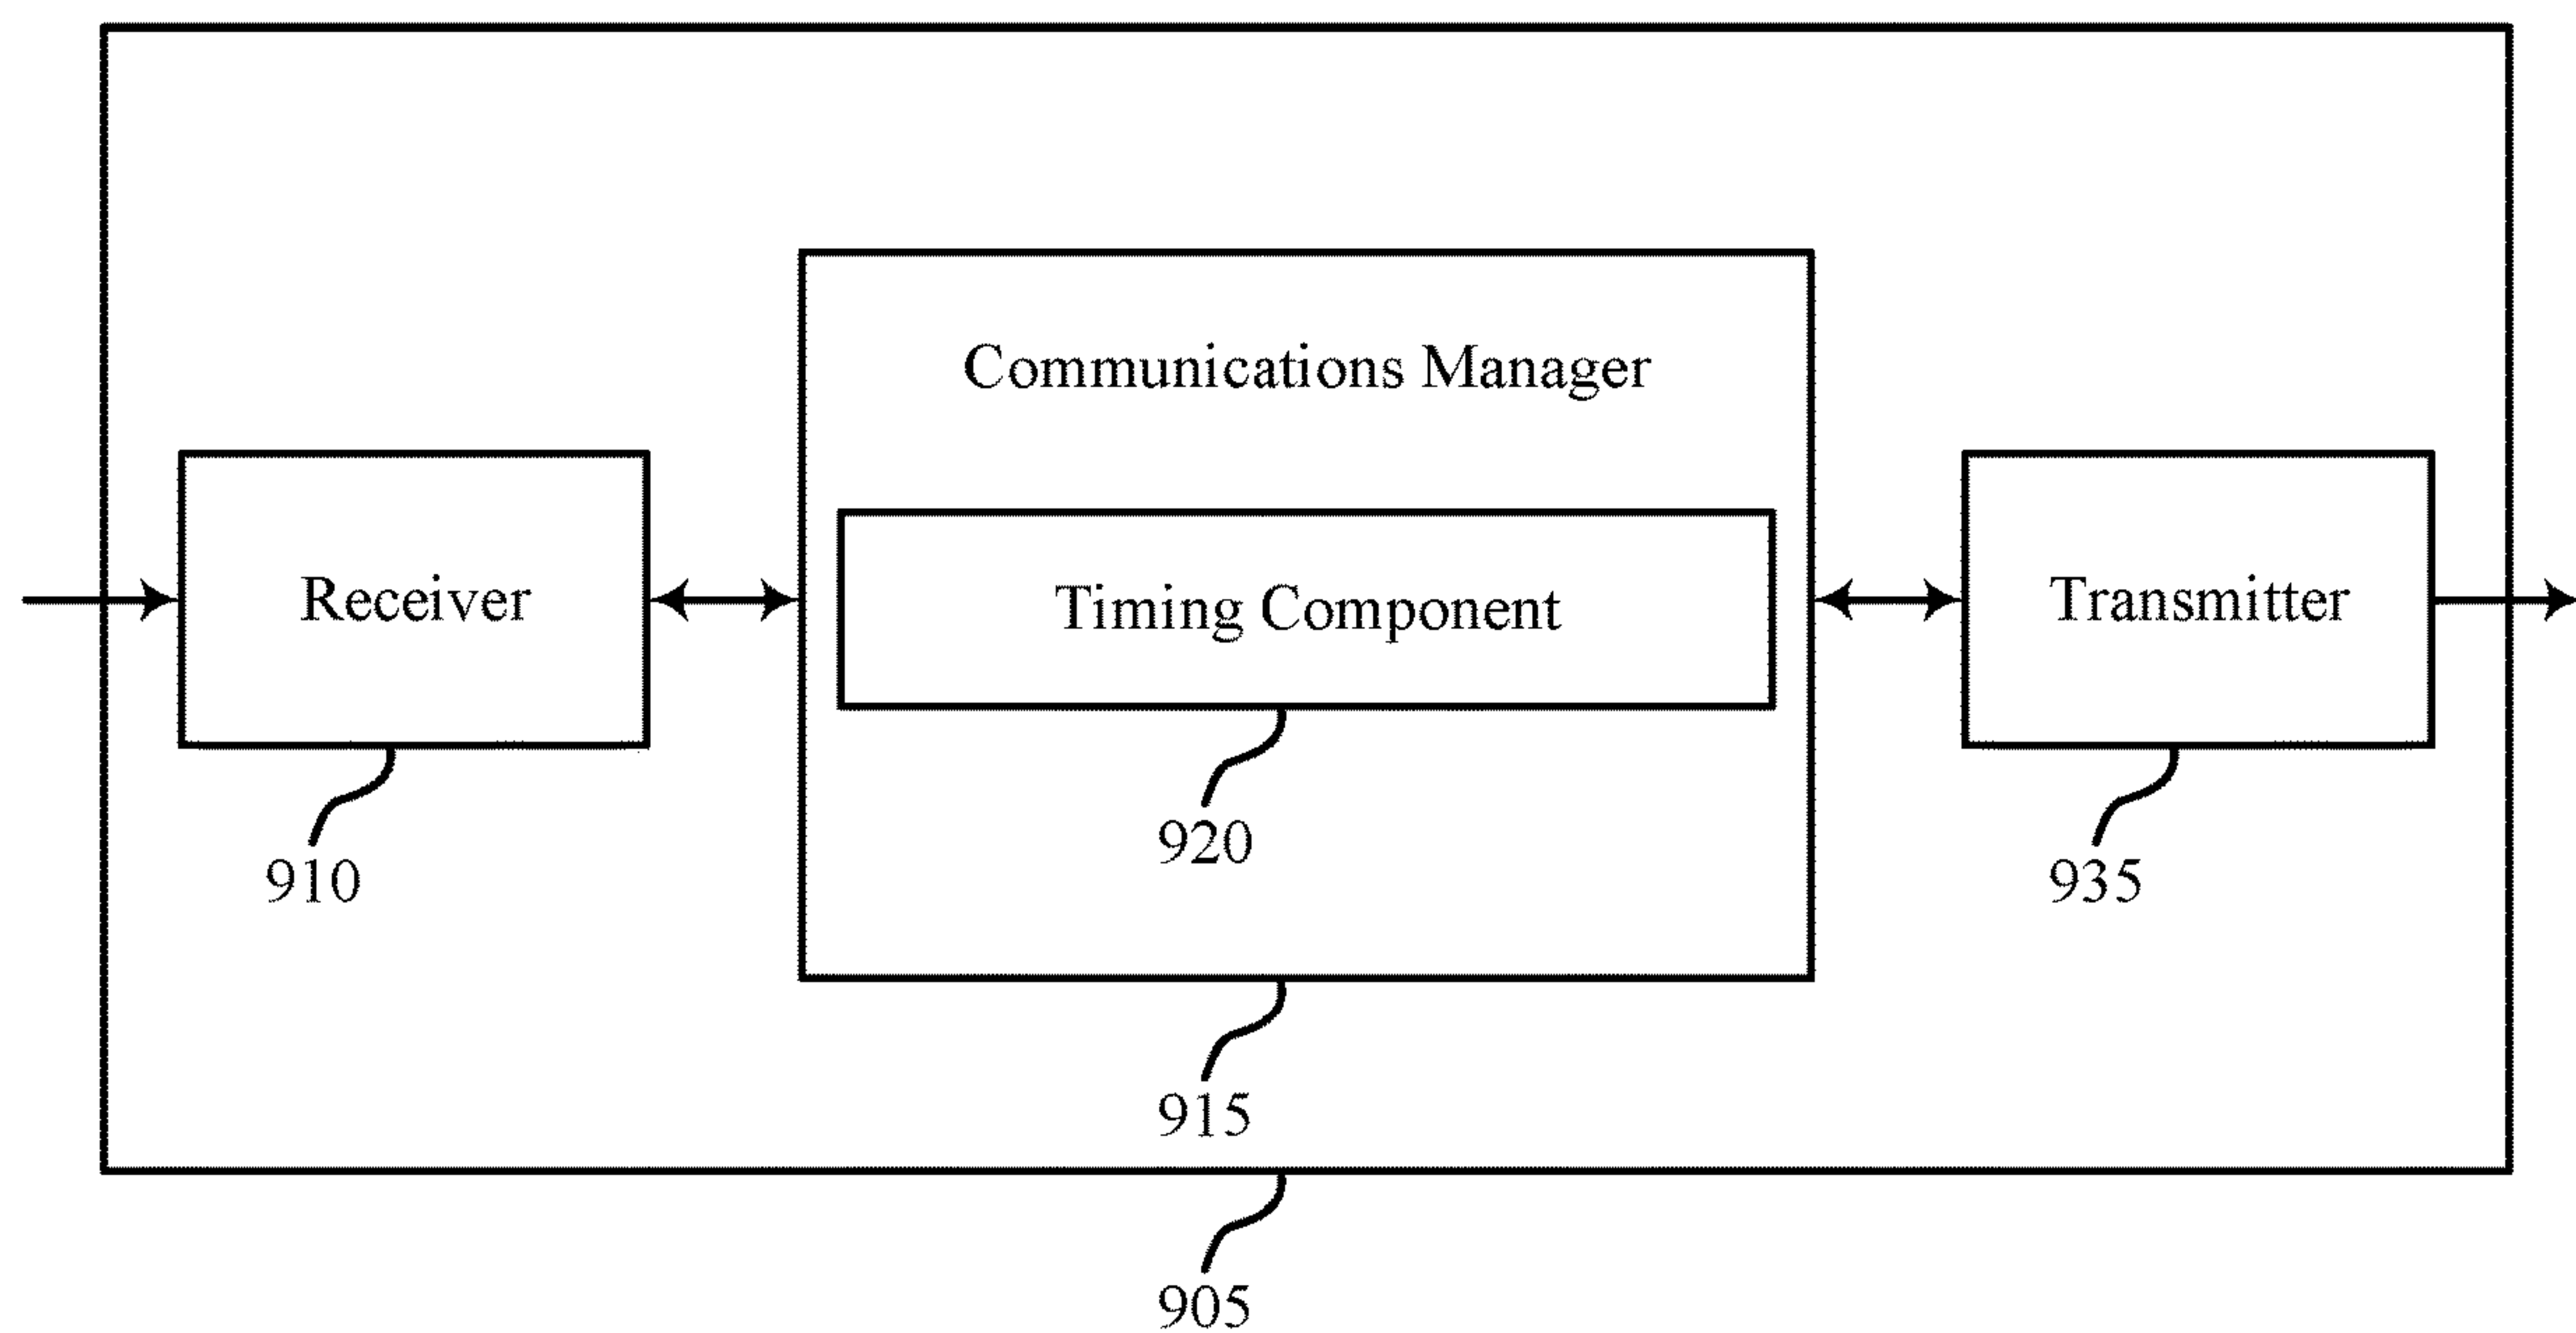 Communications Manager
Receiver
Timing Component
Transmitter
920
910
935
915
905